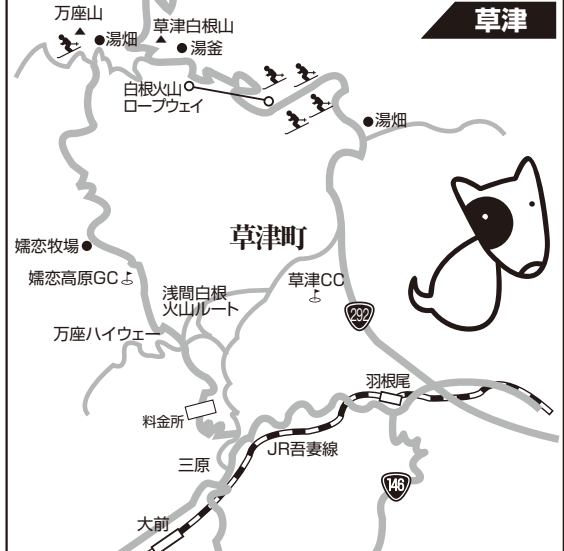 草津
万座山
湯畑
草津白根山
湯釜
白根火山
ロープウェイ
湯畑
草津町
嬬恋牧場
嬬恋高原GC
浅間白根
火山ルート
草津CC
292
万座ハイウェー
羽根尾
料金所
JR吾妻線
三原
146
大前